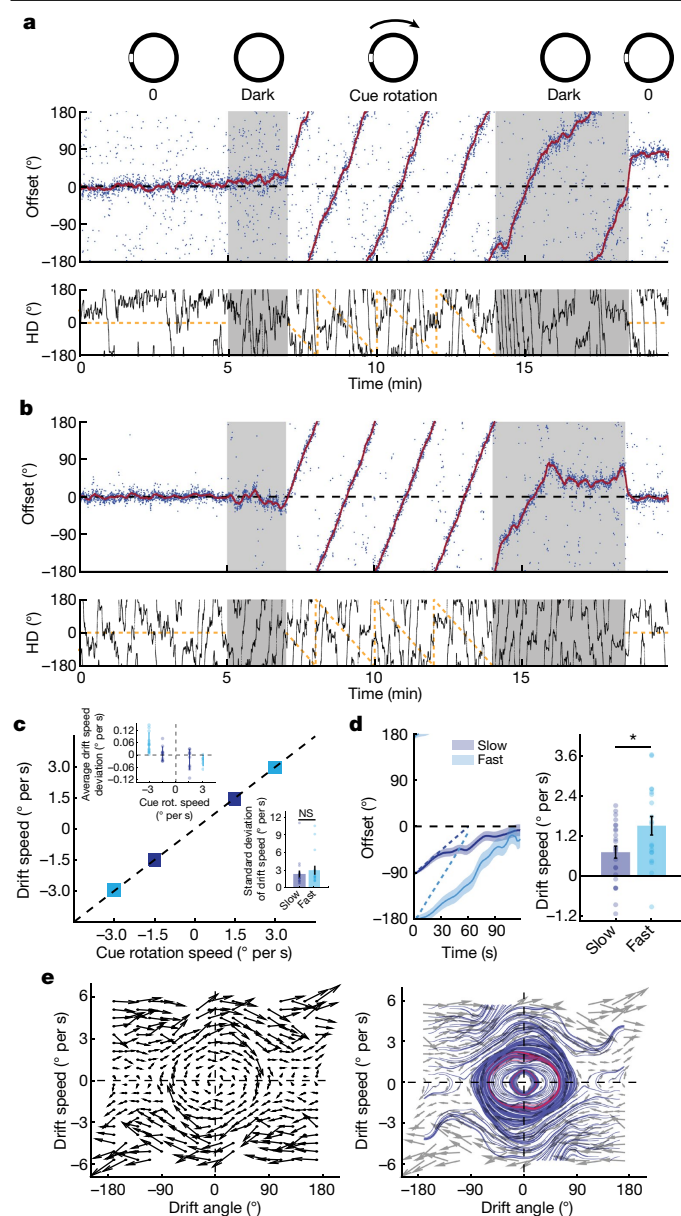 a
0
Dark
Cue rotation
Dark
0
180
90
0
−90
−180
Offset (°)
180
0
−180
HD (°)
0
5
10
15
Time (min)
b
180
90
0
−90
−180
Offset (°)
180
0
−180
HD (°)
0
5
10
15
Time (min)
c
3.0
1.5
0
−1.5
−3.0
Drift speed (° per s)
−3.0
−1.5
0
1.5
3.0
Cue rotation speed (° per s)
Average drift speed
deviation (° per s)
0.12
0.06
0
−0.06
−0.12
−3
0
3
Cue rot. speed
(° per s)
Standard deviation
of drift speed (° per s)
12
9
6
3
0
NS
Slow
Fast
d
180
90
0
−90
−180
Offset (°)
Slow
Fast
0
30
60
90
Time (s)
3.6
2.4
1.2
0
−1.2
Drift speed (° per s)
*
Slow
Fast
e
6
3
0
−3
−6
Drift speed (° per s)
−180
−90
0
90
180
Drift angle (°)
6
3
0
−3
−6
Drift speed (° per s)
−180
−90
0
90
180
Drift angle (°)